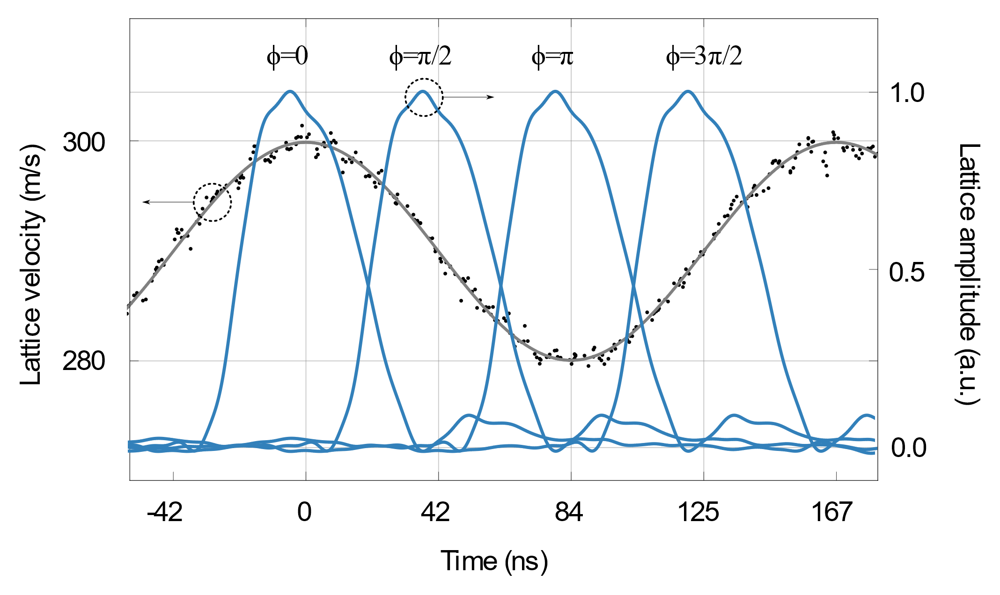 ϕ=0 ϕ=π/2 ϕ=π ϕ=3π/2
Lattice velocity (m/s)
300
280
1.0
0.5
0.0
Lattice amplitude (a.u.)
-42 0 42 84 125 167
Time (ns)